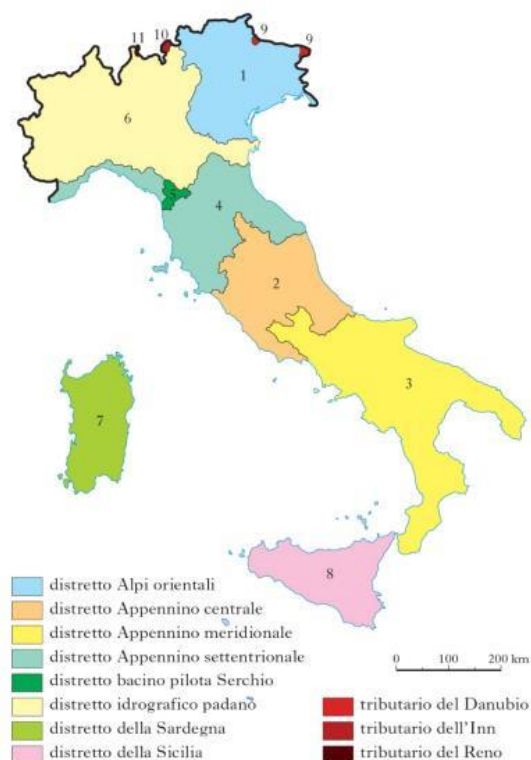 9
9
10
11
1
6
5
4
2
3
7
8
distretto Alpi orientali
distretto Appennino centrale
distretto Appennino meridionale
distretto Appennino settentrionale
distretto bacino pilota Serchio
distretto idrografico padano
distretto della Sardegna
distretto della Sicilia
0 200 km
tributario del Danubio
tributario dell'Inn
tributario del Reno